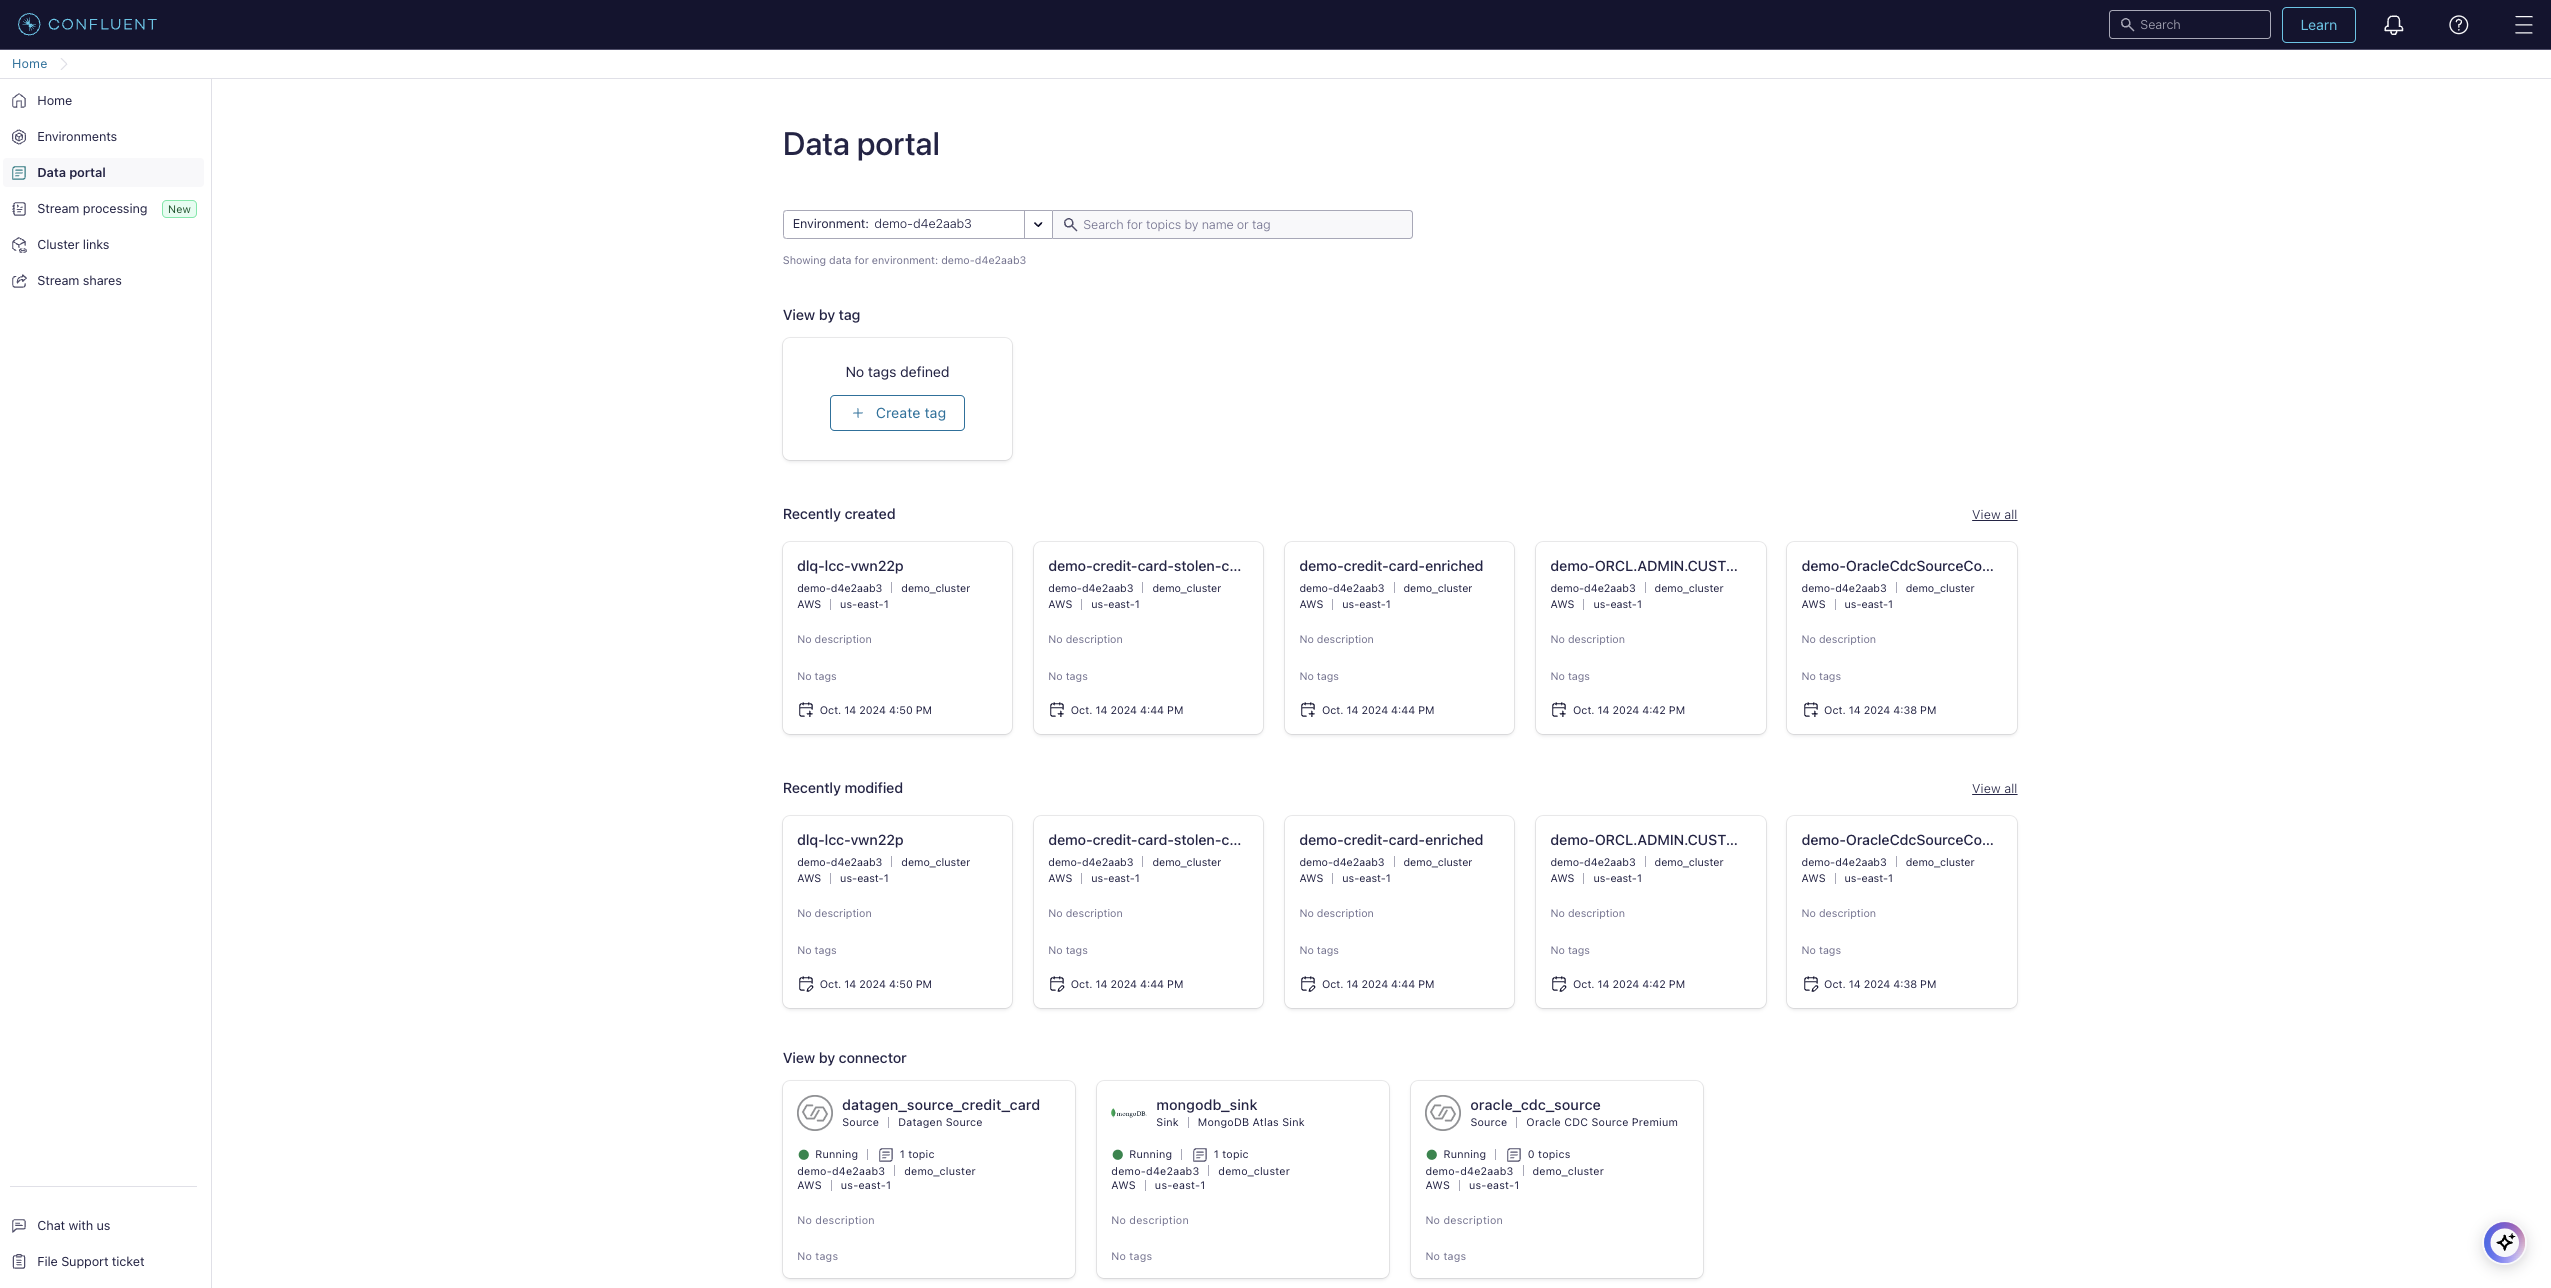 CONFLUENT
Search
Learn
Home
Home
Environments
Data portal
Stream processing New
Cluster links
Stream shares
Chat with us
File Support ticket
Data portal
Environment: demo-d4e2aab3
Search for topics by name or tag
Showing data for environment: demo-d4e2aab3
View by tag
No tags defined
+ Create tag
Recently created
View all
dlq-lcc-vwn22p
demo-d4e2aab3 | demo_cluster
AWS | us-east-1
No description
No tags
Oct. 14 2024 4:50 PM
demo-credit-card-stolen-c...
demo-d4e2aab3 | demo_cluster
AWS | us-east-1
No description
No tags
Oct. 14 2024 4:44 PM
demo-credit-card-enriched
demo-d4e2aab3 | demo_cluster
AWS | us-east-1
No description
No tags
Oct. 14 2024 4:44 PM
demo-ORCL.ADMIN.CUST...
demo-d4e2aab3 | demo_cluster
AWS | us-east-1
No description
No tags
Oct. 14 2024 4:42 PM
demo-OracleCdcSourceCo...
demo-d4e2aab3 | demo_cluster
AWS | us-east-1
No description
No tags
Oct. 14 2024 4:38 PM
Recently modified
View all
dlq-lcc-vwn22p
demo-d4e2aab3 | demo_cluster
AWS | us-east-1
No description
No tags
Oct. 14 2024 4:50 PM
demo-credit-card-stolen-c...
demo-d4e2aab3 | demo_cluster
AWS | us-east-1
No description
No tags
Oct. 14 2024 4:44 PM
demo-credit-card-enriched
demo-d4e2aab3 | demo_cluster
AWS | us-east-1
No description
No tags
Oct. 14 2024 4:44 PM
demo-ORCL.ADMIN.CUST...
demo-d4e2aab3 | demo_cluster
AWS | us-east-1
No description
No tags
Oct. 14 2024 4:42 PM
demo-OracleCdcSourceCo...
demo-d4e2aab3 | demo_cluster
AWS | us-east-1
No description
No tags
Oct. 14 2024 4:38 PM
View by connector
datagen_source_credit_card
Source | Datagen Source
Running | 1 topic
demo-d4e2aab3 | demo_cluster
AWS | us-east-1
No description
No tags
mongoDB
mongodb_sink
Sink | MongoDB Atlas Sink
Running | 1 topic
demo-d4e2aab3 | demo_cluster
AWS | us-east-1
No description
No tags
oracle_cdc_source
Source | Oracle CDC Source Premium
Running | 0 topics
demo-d4e2aab3 | demo_cluster
AWS | us-east-1
No description
No tags